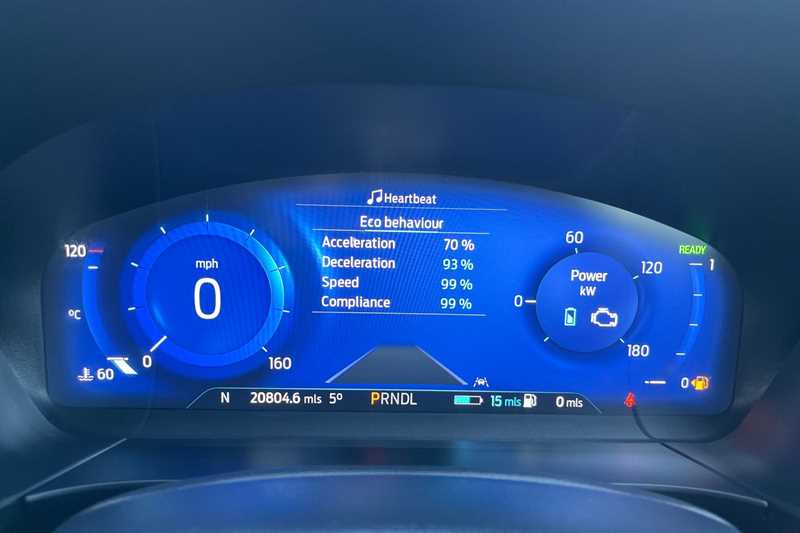 Heartbeat
Eco behaviour
Acceleration 70 %
Deceleration 93 %
Speed 99 %
Compliance 99 %
120
°C
60
mph
0
0
160
60
120
0
180
Power
kW
READY
1
0
N 20804.6 mls 5° PRNDL 15 mls 0 mls